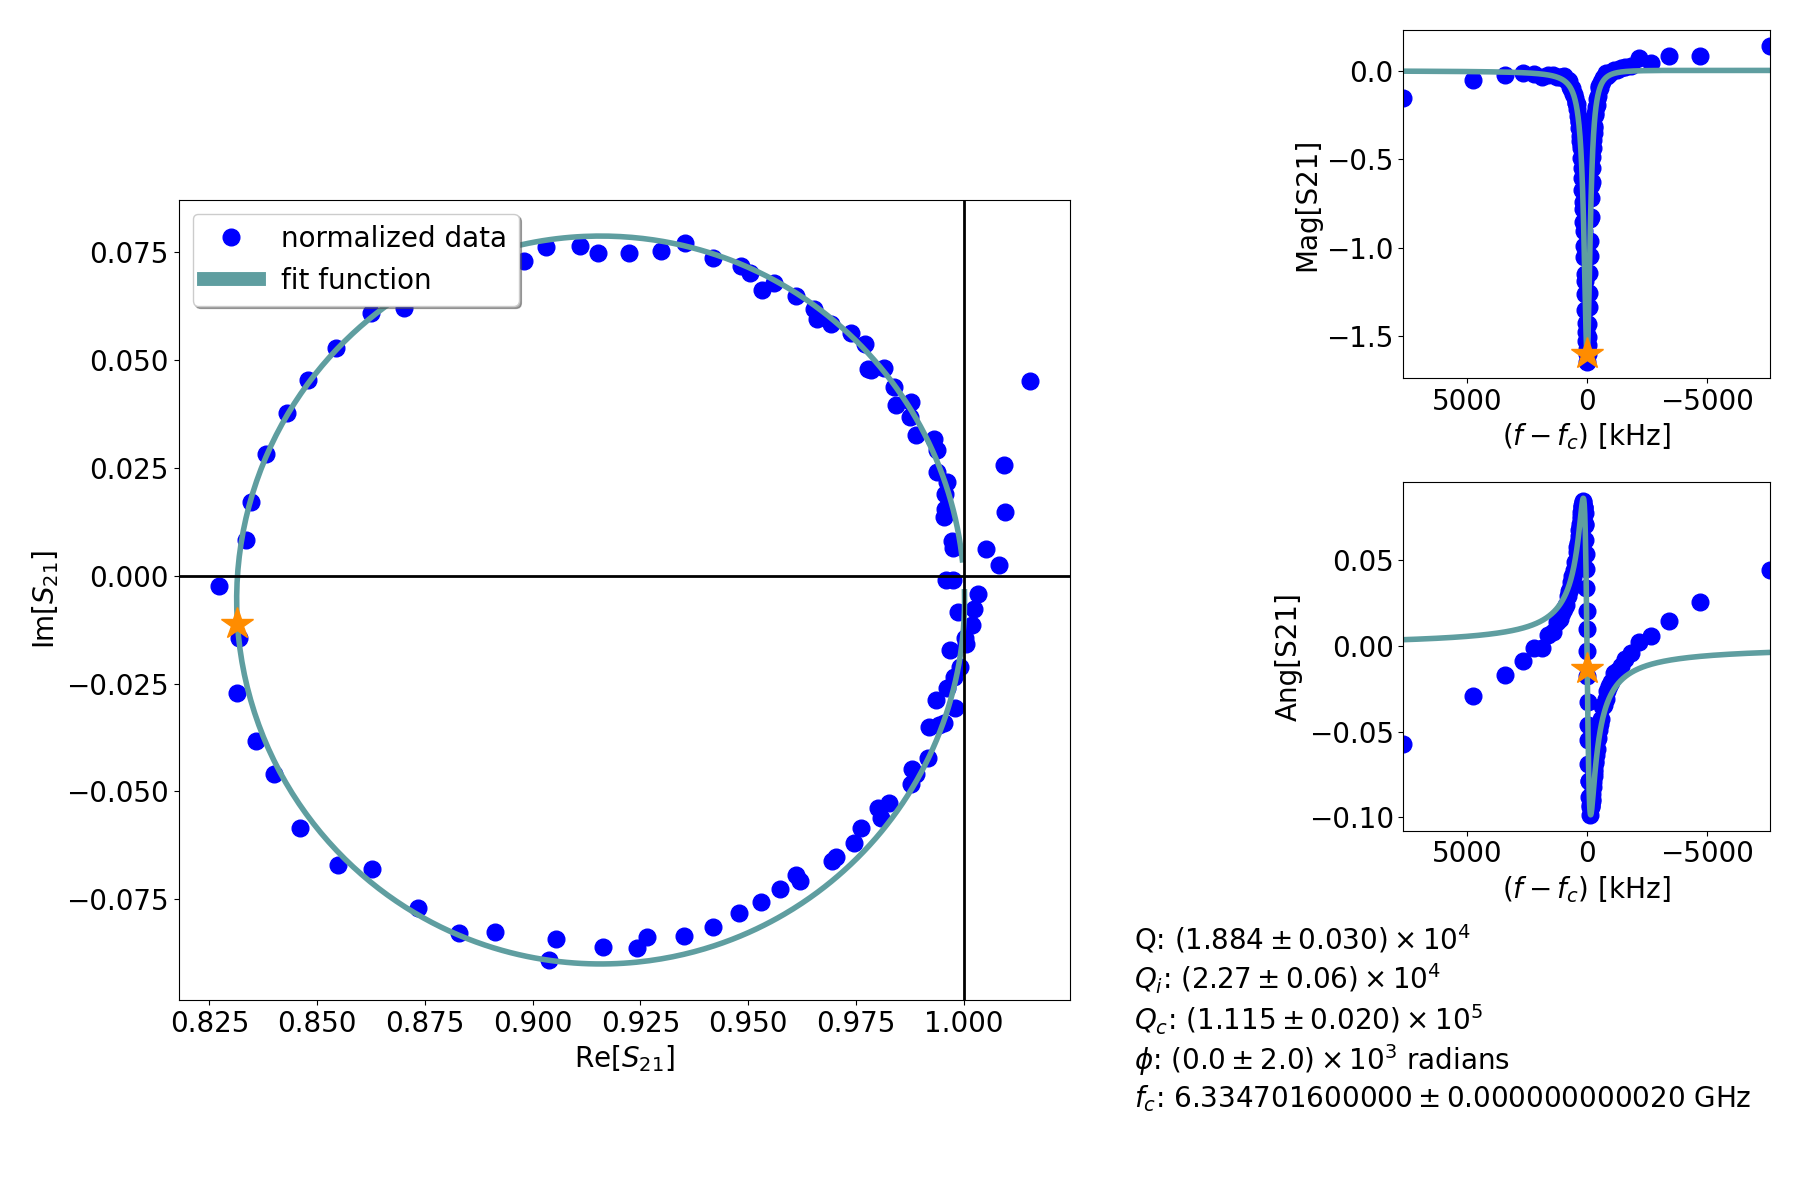 normalized data
fit function
0.075
0.050
0.025
0.000
−0.025
−0.050
−0.075
Im[S21]
0.825 0.850 0.875 0.900 0.925 0.950 0.975 1.000
Re[S21]
0.0
−0.5
−1.0
−1.5
Mag[S21]
5000 0 −5000
(f − fc) [kHz]
0.05
0.00
−0.05
−0.10
Ang[S21]
5000 0 −5000
(f − fc) [kHz]
Q: (1.884 ± 0.030) × 10^4
Qi: (2.27 ± 0.06) × 10^4
Qc: (1.115 ± 0.020) × 10^5
ϕ: (0.0 ± 2.0) × 10^3 radians
fc: 6.334701600000 ± 0.000000000020 GHz